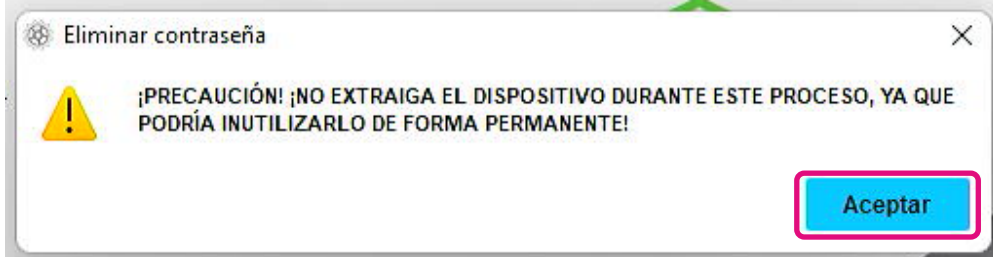 Eliminar contraseña
¡PRECAUCIÓN! ¡NO EXTRAIGA EL DISPOSITIVO DURANTE ESTE PROCESO, YA QUE
PODRÍA INUTILIZARLO DE FORMA PERMANENTE!
Aceptar